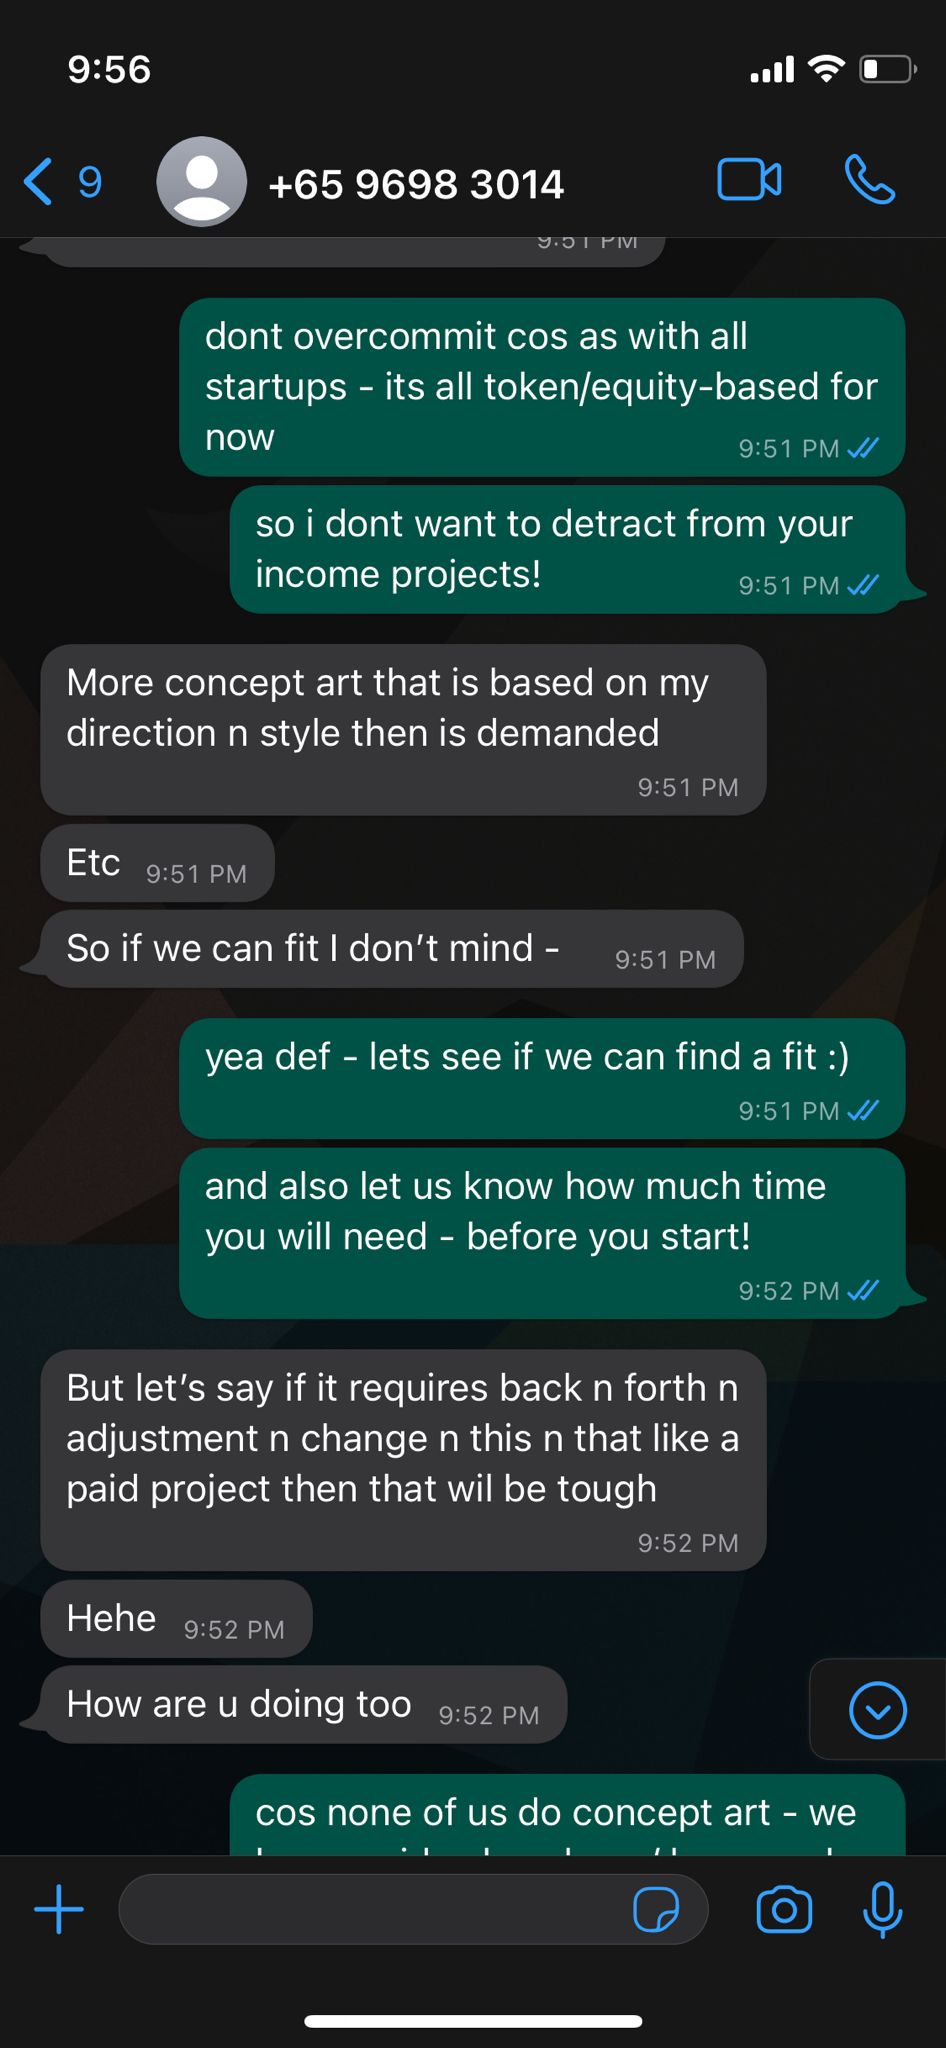 9:56
9
+65 9698 3014
9:51 PM
dont overcommit cos as with all
startups - its all token/equity-based for
now
9:51 PM
so i dont want to detract from your
income projects!
9:51 PM
More concept art that is based on my
direction n style then is demanded
9:51 PM
Etc 9:51 PM
So if we can fit I don't mind - 9:51 PM
yea def - lets see if we can find a fit :)
9:51 PM
and also let us know how much time
you will need - before you start!
9:52 PM
But let's say if it requires back n forth n
adjustment n change n this n that like a
paid project then that wil be tough
9:52 PM
Hehe 9:52 PM
How are u doing too 9:52 PM
cos none of us do concept art - we